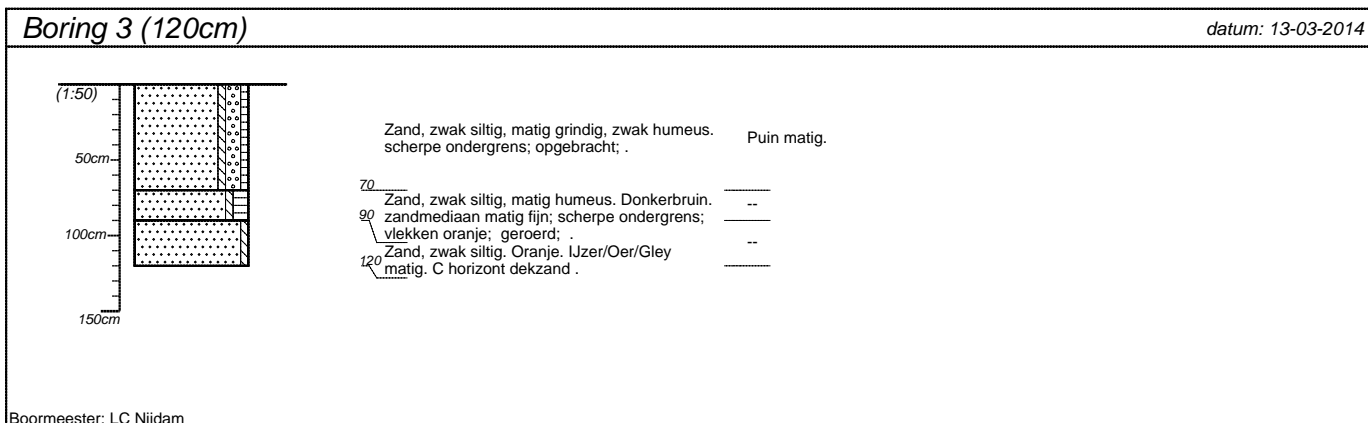 Boring 3 (120cm)
datum: 13-03-2014
(1:50)
50cm
100cm
150cm
Zand, zwak siltig, matig grindig, zwak humeus.
scherpe ondergrens; opgebracht; .
Puin matig.
70
Zand, zwak siltig, matig humeus. Donkerbruin.
zandmediaan matig fijn; scherpe ondergrens;
vlekken oranje; geroerd; .
--
90
Zand, zwak siltig. Oranje. IJzer/Oer/Gley
matig. C horizont dekzand .
--
120
Boormeester: LC Nijdam